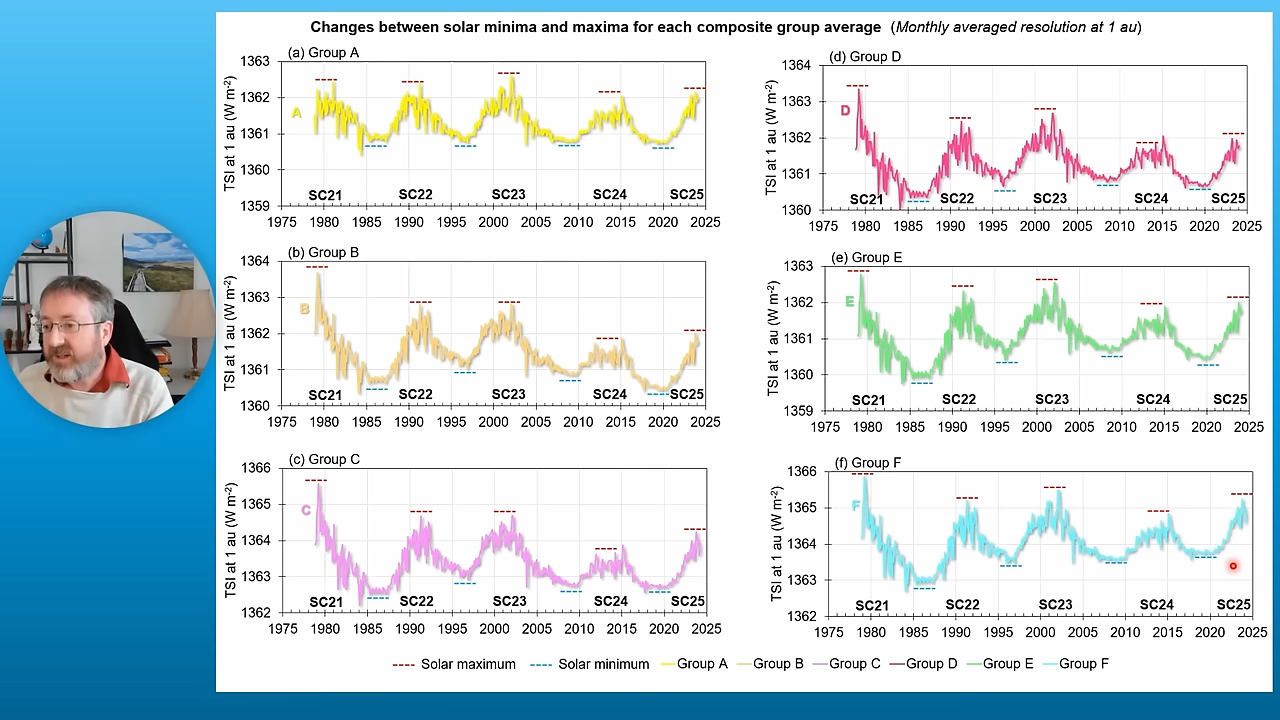 Changes between solar minima and maxima for each composite group average (Monthly averaged resolution at 1 au)
(a) Group A
TSI at 1 au (W m-2)
1363
1362
1361
1360
1359
A
SC21 SC22 SC23 SC24 SC25
1975 1980 1985 1990 1995 2000 2005 2010 2015 2020 2025
(b) Group B
TSI at 1 au (W m-2)
1364
1363
1362
1361
1360
B
SC21 SC22 SC23 SC24 SC25
1975 1980 1985 1990 1995 2000 2005 2010 2015 2020 2025
(c) Group C
TSI at 1 au (W m-2)
1366
1365
1364
1363
1362
C
SC21 SC22 SC23 SC24 SC25
1975 1980 1985 1990 1995 2000 2005 2010 2015 2020 2025
(d) Group D
TSI at 1 au (W m-2)
1364
1363
1362
1361
1360
D
SC21 SC22 SC23 SC24 SC25
1975 1980 1985 1990 1995 2000 2005 2010 2015 2020 2025
(e) Group E
TSI at 1 au (W m-2)
1363
1362
1361
1360
1359
E
SC21 SC22 SC23 SC24 SC25
1975 1980 1985 1990 1995 2000 2005 2010 2015 2020 2025
(f) Group F
TSI at 1 au (W m-2)
1366
1365
1364
1363
1362
F
SC21 SC22 SC23 SC24 SC25
1975 1980 1985 1990 1995 2000 2005 2010 2015 2020 2025
Solar maximum Solar minimum Group A Group B Group C Group D Group E Group F